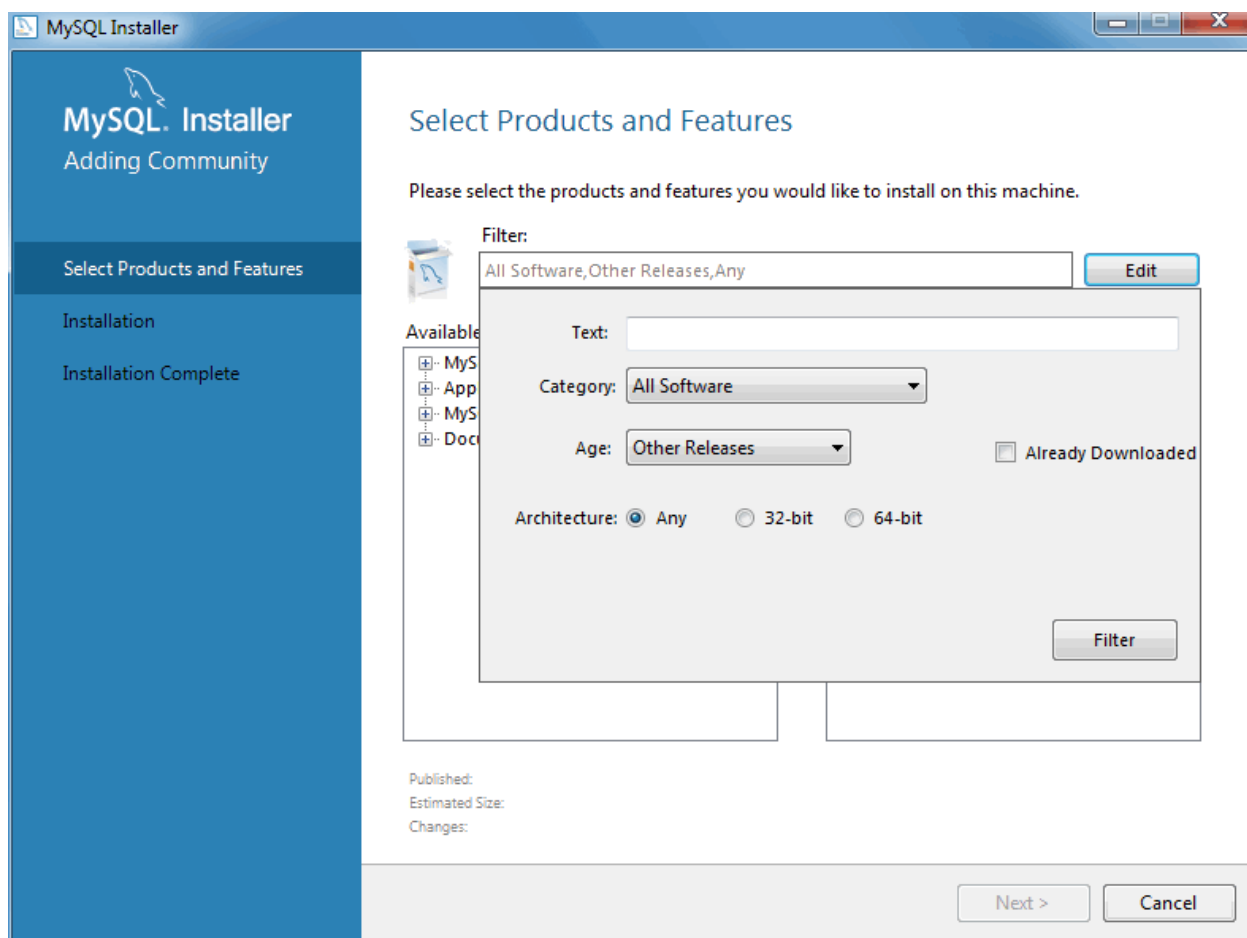 MySQL Installer
MySQL. Installer
Adding Community
Select Products and Features
Installation
Installation Complete
Select Products and Features
Please select the products and features you would like to install on this machine.
Filter:
All Software,Other Releases,Any
Edit
Available
MyS
App
MyS
Docu
Text:
Category: All Software
Age: Other Releases
Already Downloaded
Architecture: Any 32-bit 64-bit
Filter
Published:
Estimated Size:
Changes:
Next >
Cancel